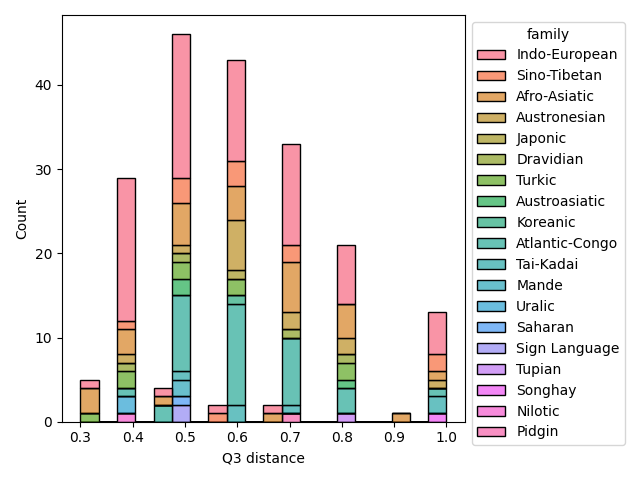 family
Indo-European
Sino-Tibetan
Afro-Asiatic
Austronesian
Japonic
Dravidian
Turkic
Austroasiatic
Koreanic
Atlantic-Congo
Tai-Kadai
Mande
Uralic
Saharan
Sign Language
Tupian
Songhay
Nilotic
Pidgin
Count
40
30
20
10
0
0.3 0.4 0.5 0.6 0.7 0.8 0.9 1.0
Q3 distance